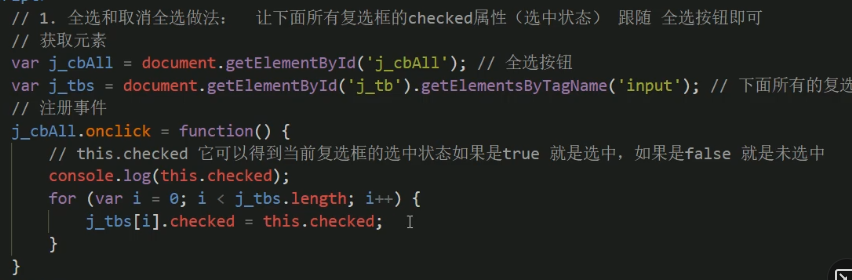 // 1. 全选和取消全选做法： 让下面所有复选框的checked属性（选中状态） 跟随 全选按钮即可
// 获取元素
var j_cbAll = document.getElementById('j_cbAll'); // 全选按钮
var j_tbs = document.getElementById('j_tb').getElementsByTagName('input'); // 下面所有的复选
// 注册事件
j_cbAll.onclick = function() {
// this.checked 它可以得到当前复选框的选中状态如果是true 就是选中，如果是false 就是未选中
console.log(this.checked);
for (var i = 0; i < j_tbs.length; i++) {
j_tbs[i].checked = this.checked;
}
}